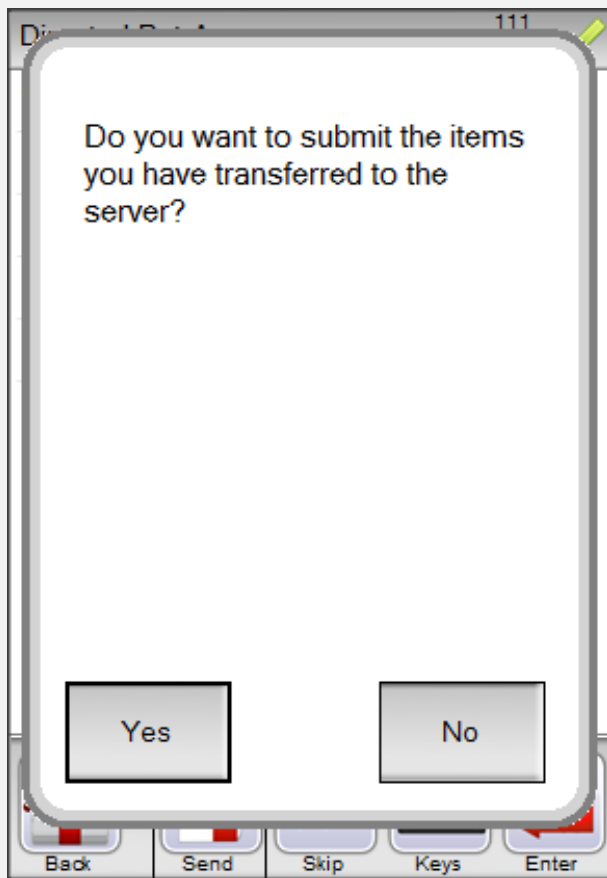 111
Do you want to submit the items
you have transferred to the
server?
Yes
No
Back
Send
Skip
Keys
Enter